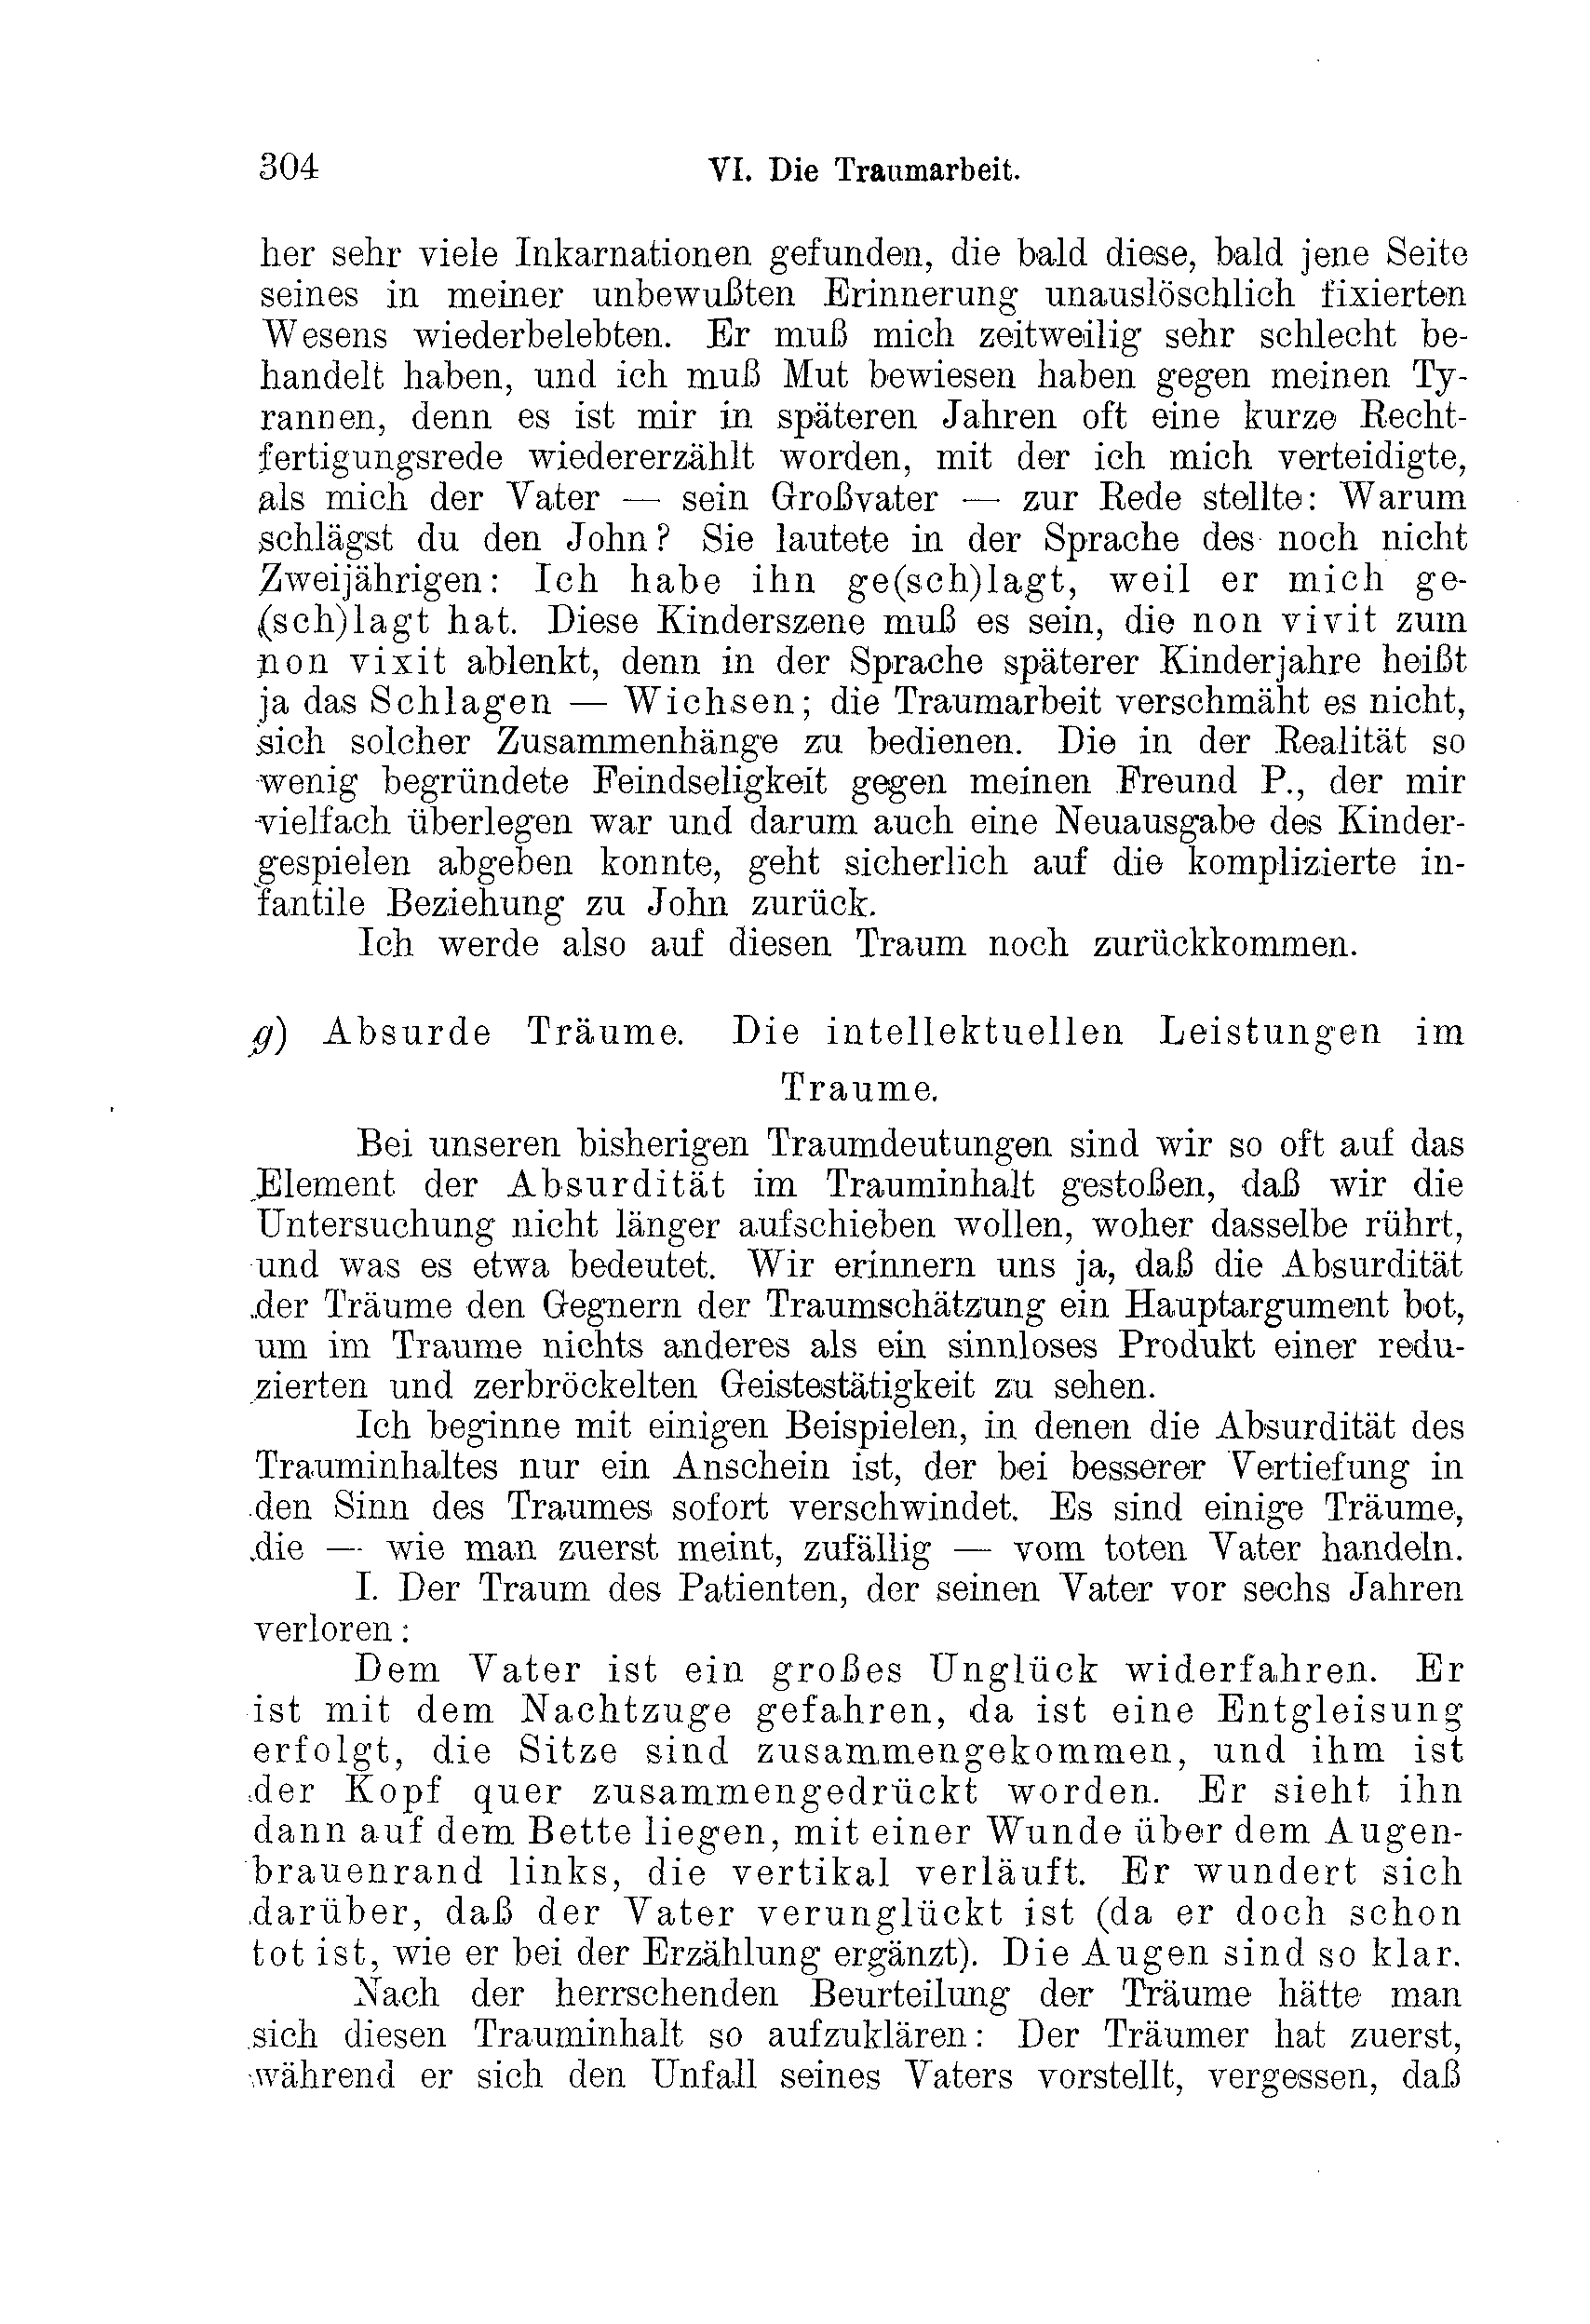 304
VI. Die Traumarbeit.
her sehr viele Inkarnationen gefunden, die bald diese, bald jene Seite
seines in meiner unbewußten Erinnerung unauslöschlich fixierten
Wesens wiederbelebten. Er muß mich zeitweilig sehr schlecht be-
handelt haben, und ich muß Mut bewiesen haben gegen meinen Ty-
rannen, denn es ist mir in späteren Jahren oft eine kurze Recht-
fertigungsrede wiedererzählt worden, mit der ich mich verteidigte,
als mich der Vater — sein Großvater — zur Rede stellte: Warum
schlägst du den John? Sie lautete in der Sprache des noch nicht
Zweijährigen: Ich habe ihn ge(sch)lagt, weil er mich ge-
(sch)lagt hat. Diese Kinderszene muß es sein, die non vivit zum
non vixit ablenkt, denn in der Sprache späterer Kinderjahre heißt
ja das Schlagen — Wichsen; die Traumarbeit verschmäht es nicht,
sich solcher Zusammenhänge zu bedienen. Die in der Realität so
wenig begründete Feindseligkeit gegen meinen Freund P., der mir
vielfach überlegen war und darum auch eine Neuausgabe des Kinder-
gespielen abgeben konnte, geht sicherlich auf die komplizierte in-
fantile Beziehung zu John zurück.
Ich werde also auf diesen Traum noch zurückkommen.
g) Absurde Träume. Die intellektuellen Leistungen im
Traume.
Bei unseren bisherigen Traumdeutungen sind wir so oft auf das
Element der Absurdität im Trauminhalt gestoßen, daß wir die
Untersuchung nicht länger aufschieben wollen, woher dasselbe rührt,
und was es etwa bedeutet. Wir erinnern uns ja, daß die Absurdität
der Träume den Gegnern der Traumschätzung ein Hauptargument bot,
um im Traume nichts anderes als ein sinnloses Produkt einer redu-
zierten und zerbröckelten Geistestätigkeit zu sehen.
Ich beginne mit einigen Beispielen, in denen die Absurdität des
Trauminhaltes nur ein Anschein ist, der bei besserer Vertiefung in
den Sinn des Traumes sofort verschwindet. Es sind einige Träume,
die — wie man zuerst meint, zufällig — vom toten Vater handeln.
I. Der Traum des Patienten, der seinen Vater vor sechs Jahren
verloren:
Dem Vater ist ein großes Unglück widerfahren. Er
ist mit dem Nachtzuge gefahren, da ist eine Entgleisung
erfolgt, die Sitze sind zusammengekommen, und ihm ist
der Kopf quer zusammengedrückt worden. Er sieht ihn
dann auf dem Bette liegen, mit einer Wunde über dem Augen-
brauenrand links, die vertikal verläuft. Er wundert sich
darüber, daß der Vater verunglückt ist (da er doch schon
tot ist, wie er bei der Erzählung ergänzt). Die Augen sind so klar.
Nach der herrschenden Beurteilung der Träume hätte man
sich diesen Trauminhalt so aufzuklären: Der Träumer hat zuerst,
während er sich den Unfall seines Vaters vorstellt, vergessen, daß